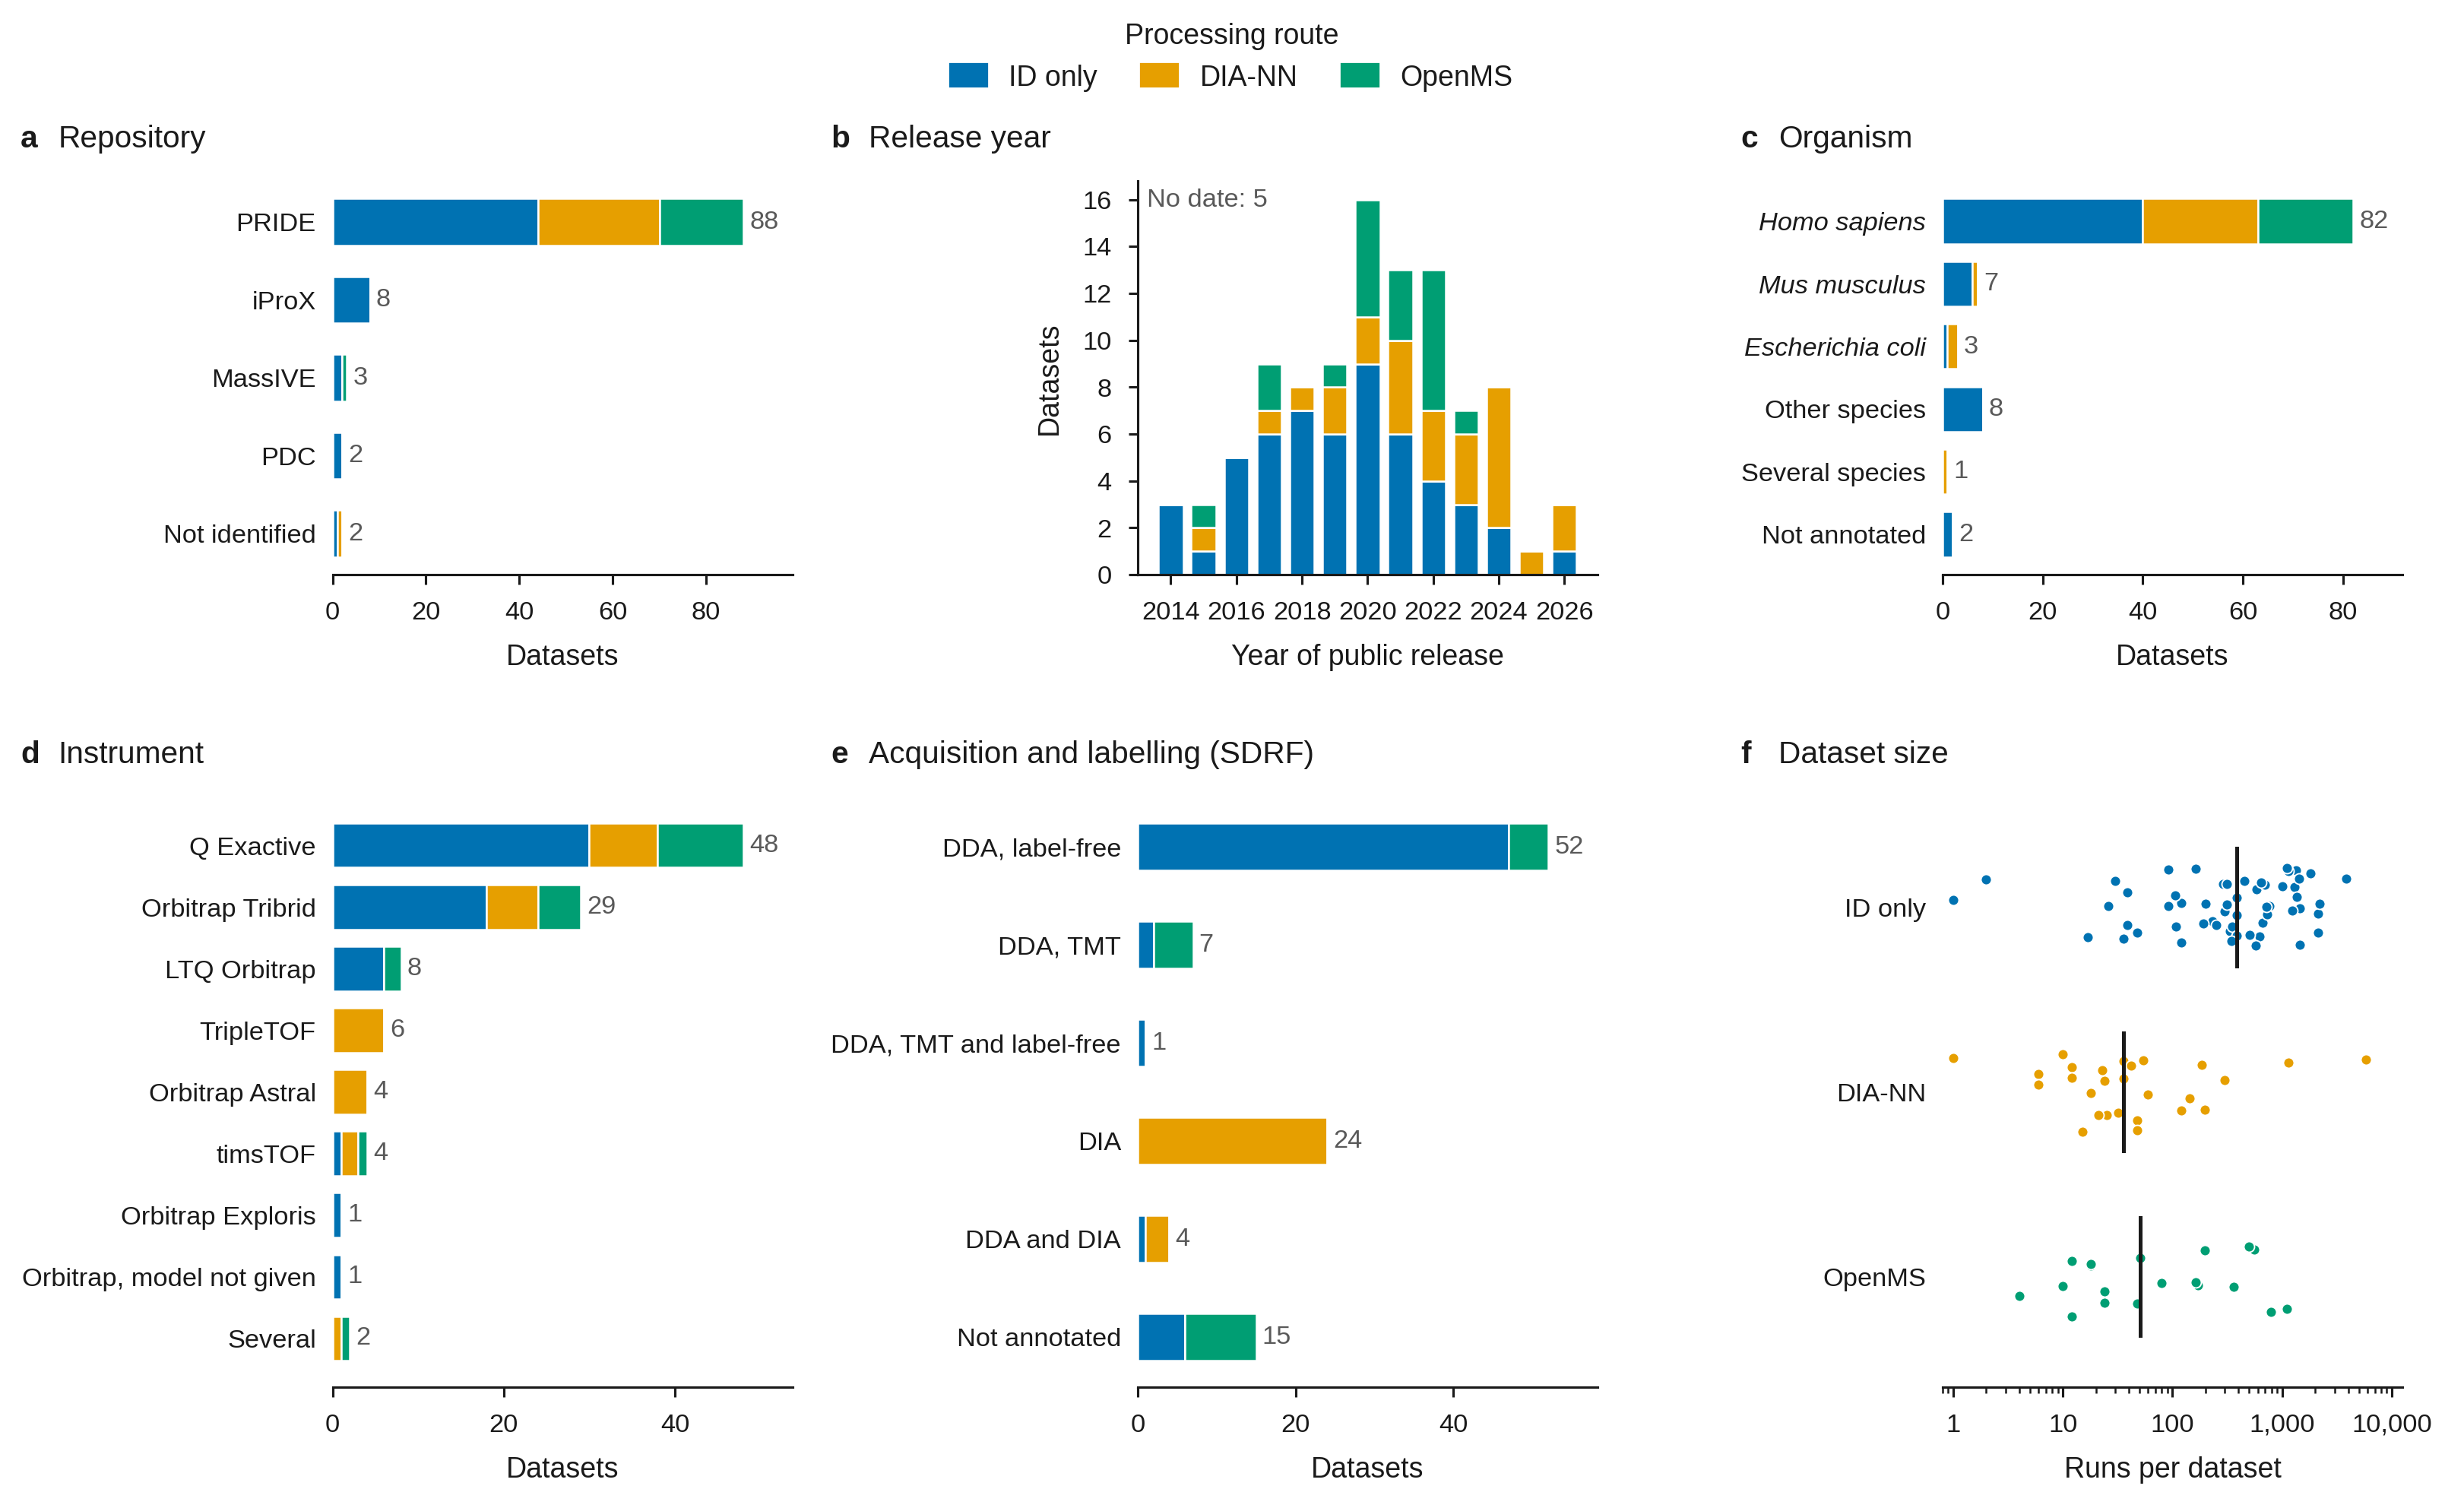 Processing route
ID only DIA-NN OpenMS
a Repository
PRIDE 88
iProX 8
MassIVE 3
PDC 2
Not identified 2
0 20 40 60 80
Datasets
b Release year
No date: 5
16
14
12
10
8
6
4
2
0
Datasets
2014 2016 2018 2020 2022 2024 2026
Year of public release
c Organism
Homo sapiens 82
Mus musculus 7
Escherichia coli 3
Other species 8
Several species 1
Not annotated 2
0 20 40 60 80
Datasets
d Instrument
Q Exactive 48
Orbitrap Tribrid 29
LTQ Orbitrap 8
TripleTOF 6
Orbitrap Astral 4
timsTOF 4
Orbitrap Exploris 1
Orbitrap, model not given 1
Several 2
0 20 40
Datasets
e Acquisition and labelling (SDRF)
DDA, label-free 52
DDA, TMT 7
DDA, TMT and label-free 1
DIA 24
DDA and DIA 4
Not annotated 15
0 20 40
Datasets
f Dataset size
ID only
DIA-NN
OpenMS
1 10 100 1,000 10,000
Runs per dataset